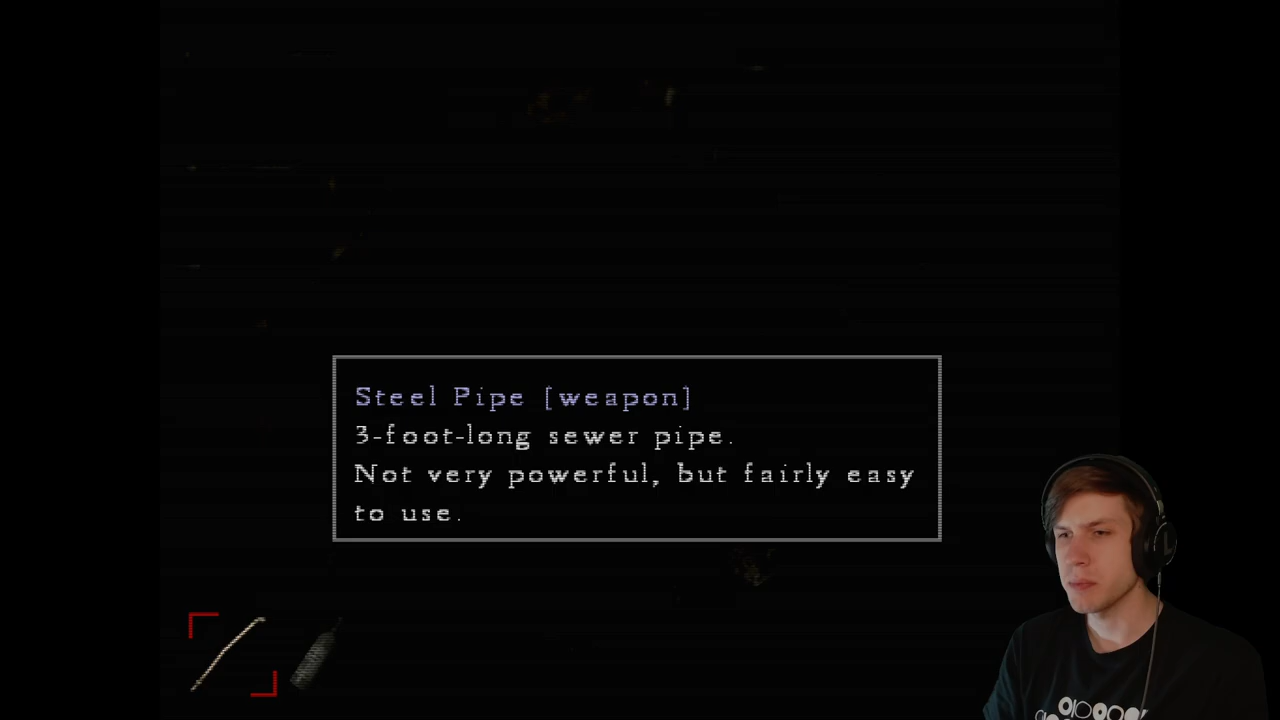 Steel Pipe [weapon]
3-foot-long sewer pipe.
Not very powerful, but fairly easy
to use.